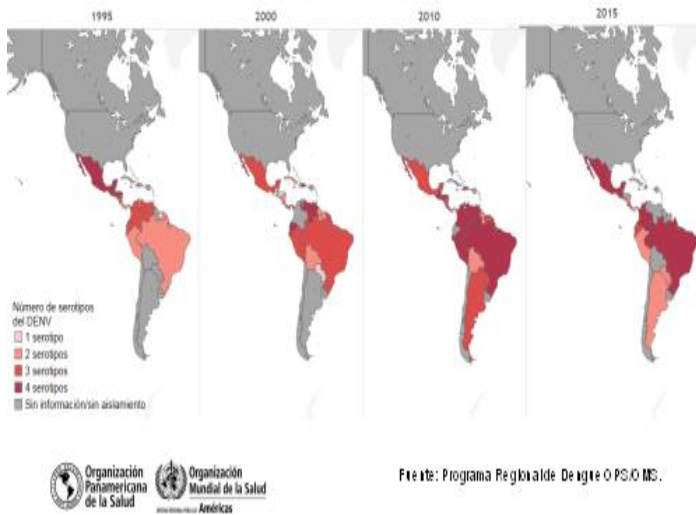 1995
2000
2010
2015
Número de serotipos
del DENV
1 serotipo
2 serotipos
3 serotipos
4 serotipos
Sin información/sin aislamiento
Organización
Panamericana
de la Salud
Organización
Mundial de la Salud
Américas
Fuente: Programa Regional de Dengue OPS/OMS.